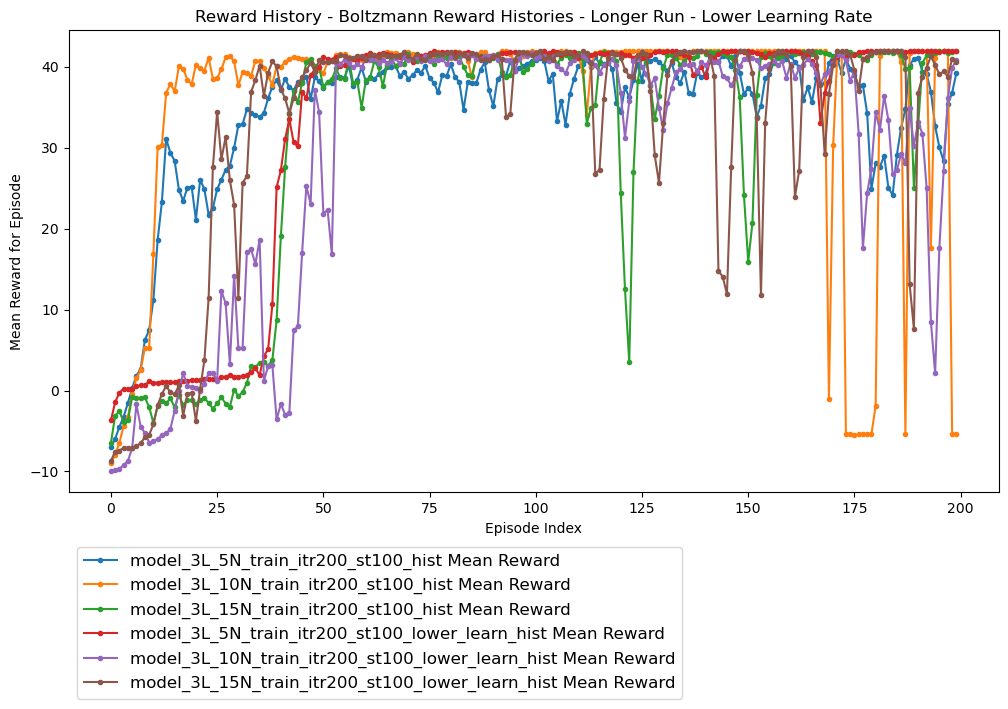 Reward History - Boltzmann Reward Histories - Longer Run - Lower Learning Rate
Mean Reward for Episode
40
30
20
10
0
−10
0 25 50 75 100 125 150 175 200
Episode Index
model_3L_5N_train_itr200_st100_hist Mean Reward
model_3L_10N_train_itr200_st100_hist Mean Reward
model_3L_15N_train_itr200_st100_hist Mean Reward
model_3L_5N_train_itr200_st100_lower_learn_hist Mean Reward
model_3L_10N_train_itr200_st100_lower_learn_hist Mean Reward
model_3L_15N_train_itr200_st100_lower_learn_hist Mean Reward